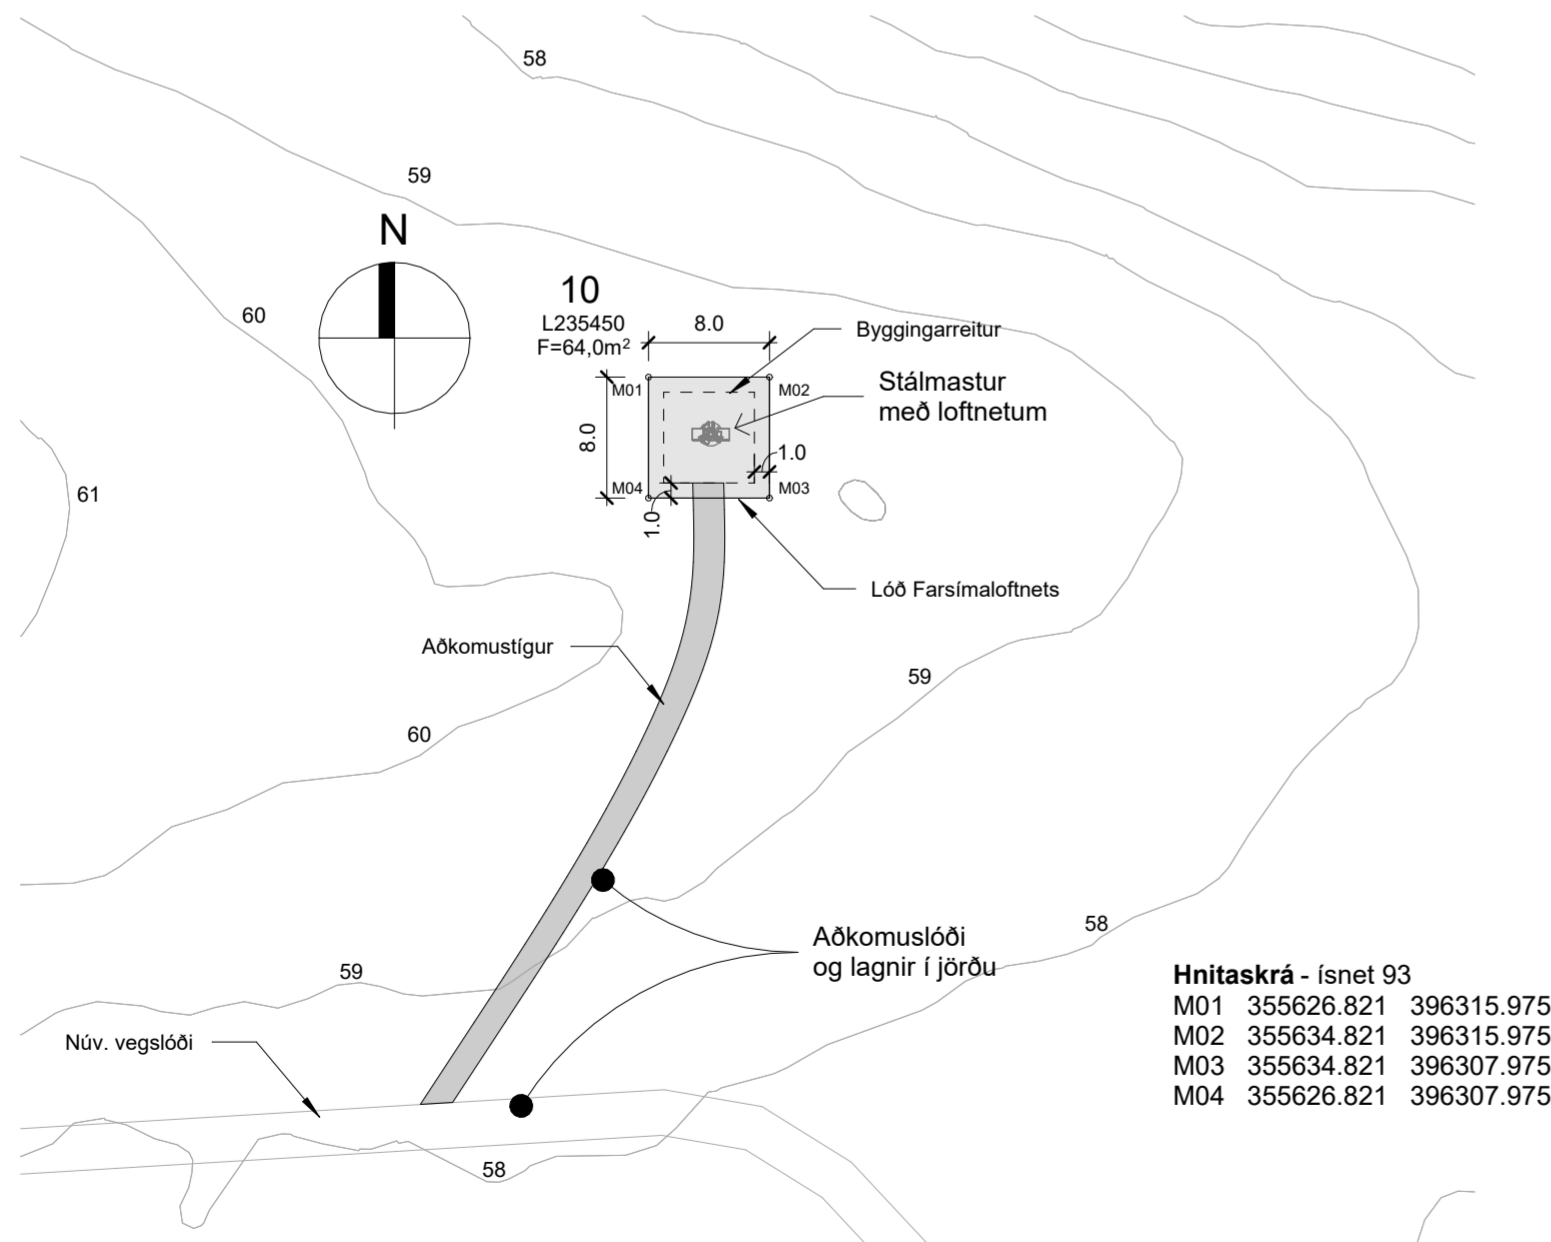 58
59
N
60
10
L235450
F=64,0m²
8.0
Byggingarreitur
M01
M02
Stálmastur
með loftnetum
8.0
1.0
61
M04
M03
1.0
Lóð Farsímaloftnets
Aðkomustígur
59
60
Aðkomuslóði
og lagnir í jörðu
58
59
Núv. vegslóði
58
Hnitaskrá - ísnet 93
M01 355626.821 396315.975
M02 355634.821 396315.975
M03 355634.821 396307.975
M04 355626.821 396307.975